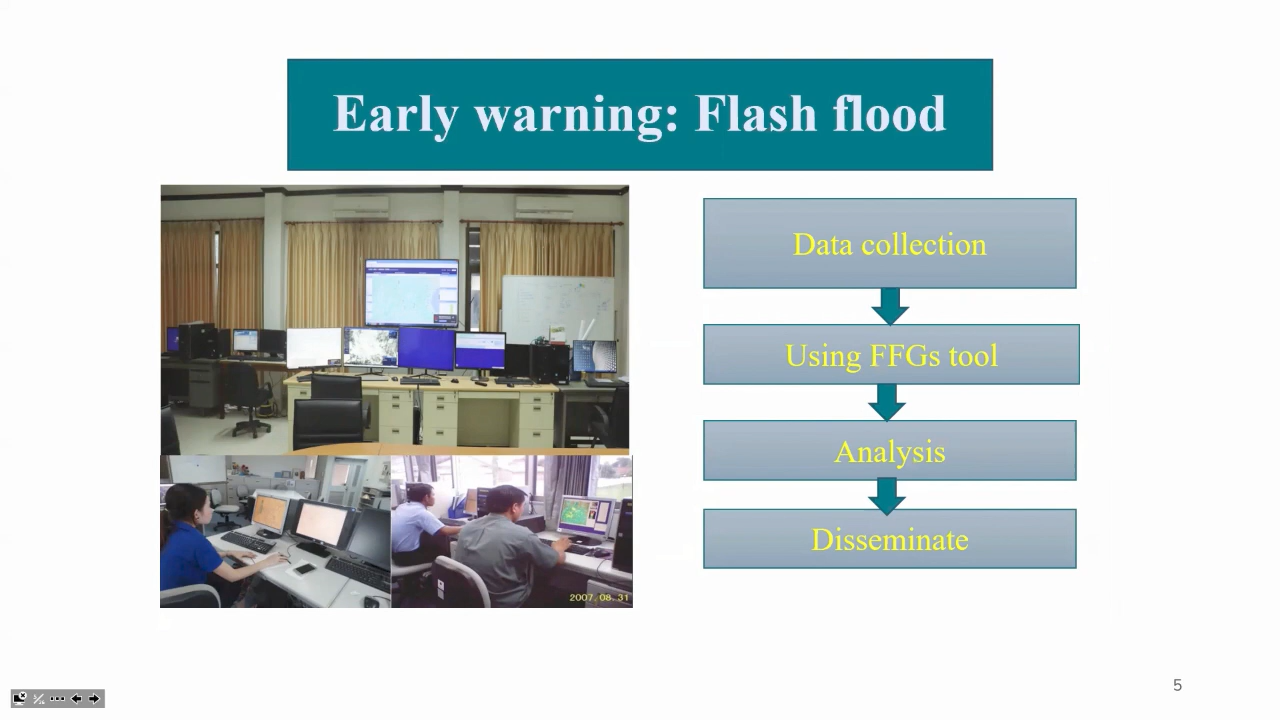 Early warning: Flash flood
Data collection
Using FFGs tool
Analysis
Disseminate
2007.08.31
5